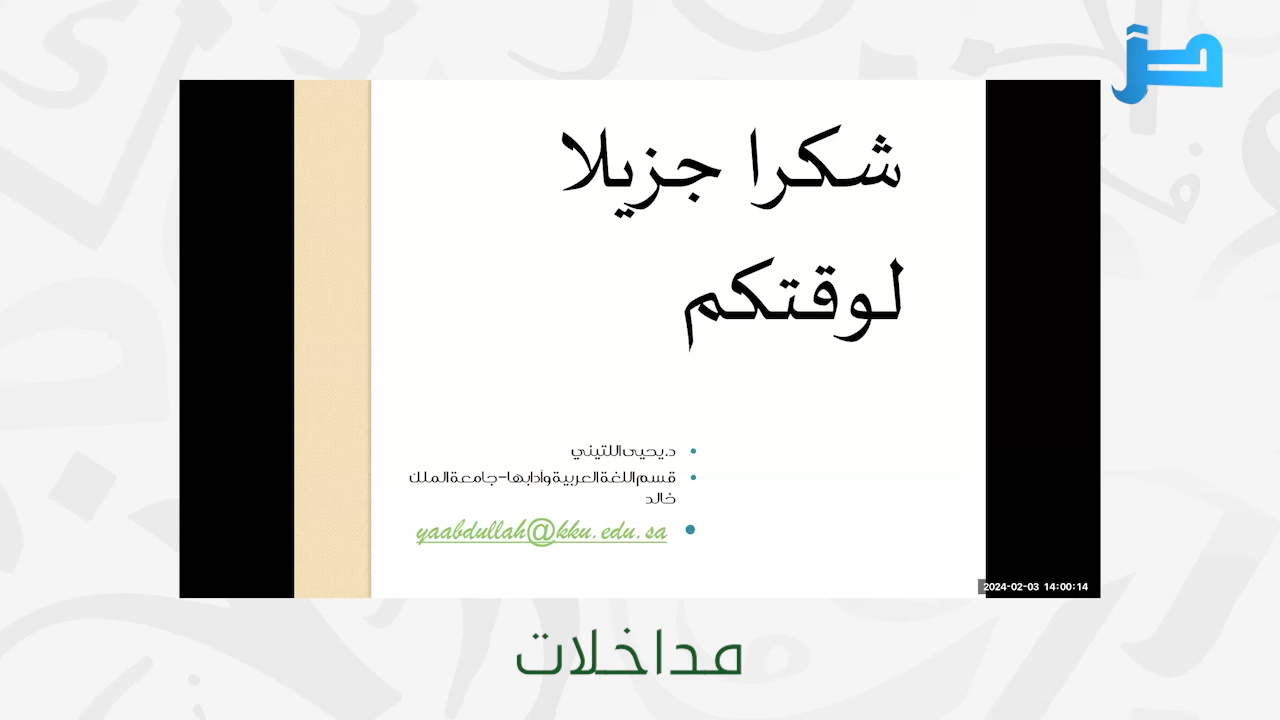 شكرا جزيلا
لوقتكم
د.يحيى اللتيني
قسم اللغة العربية وآدابها - جامعة الملك
خالد
yaabdullah@kku.edu.sa
2024-02-03 14:00:14
مداخلات